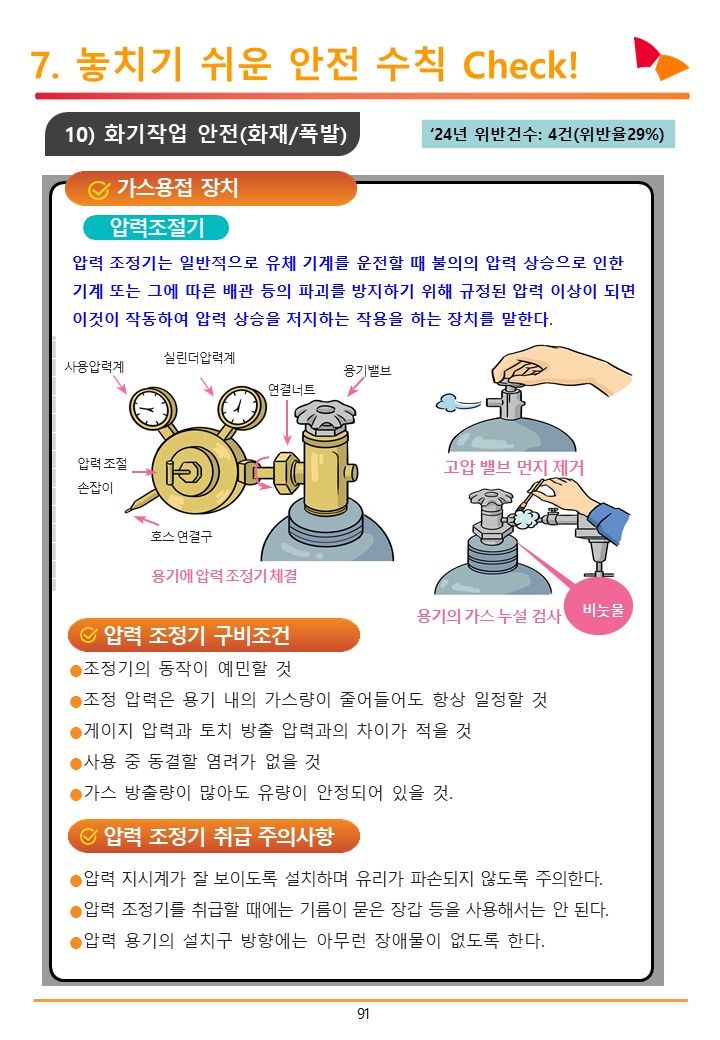 7. 놓치기 쉬운 안전 수칙 Check!
10) 화기작업 안전(화재/폭발)
‘24년 위반건수: 4건(위반율29%)
가스용접 장치
압력조절기
압력 조정기는 일반적으로 유체 기계를 운전할 때 불의의 압력 상승으로 인한
기계 또는 그에 따른 배관 등의 파괴를 방지하기 위해 규정된 압력 이상이 되면
이것이 작동하여 압력 상승을 저지하는 작용을 하는 장치를 말한다.
사용압력계
실린더압력계
연결너트
용기밸브
압력 조절
손잡이
호스 연결구
용기에 압력 조정기 체결
고압 밸브 먼지 제거
용기의 가스 누설 검사
비눗물
압력 조정기 구비조건
●조정기의 동작이 예민할 것
●조정 압력은 용기 내의 가스량이 줄어들어도 항상 일정할 것
●게이지 압력과 토치 방출 압력과의 차이가 적을 것
●사용 중 동결할 염려가 없을 것
●가스 방출량이 많아도 유량이 안정되어 있을 것.
압력 조정기 취급 주의사항
●압력 지시계가 잘 보이도록 설치하며 유리가 파손되지 않도록 주의한다.
●압력 조정기를 취급할 때에는 기름이 묻은 장갑 등을 사용해서는 안 된다.
●압력 용기의 설치구 방향에는 아무런 장애물이 없도록 한다.
91